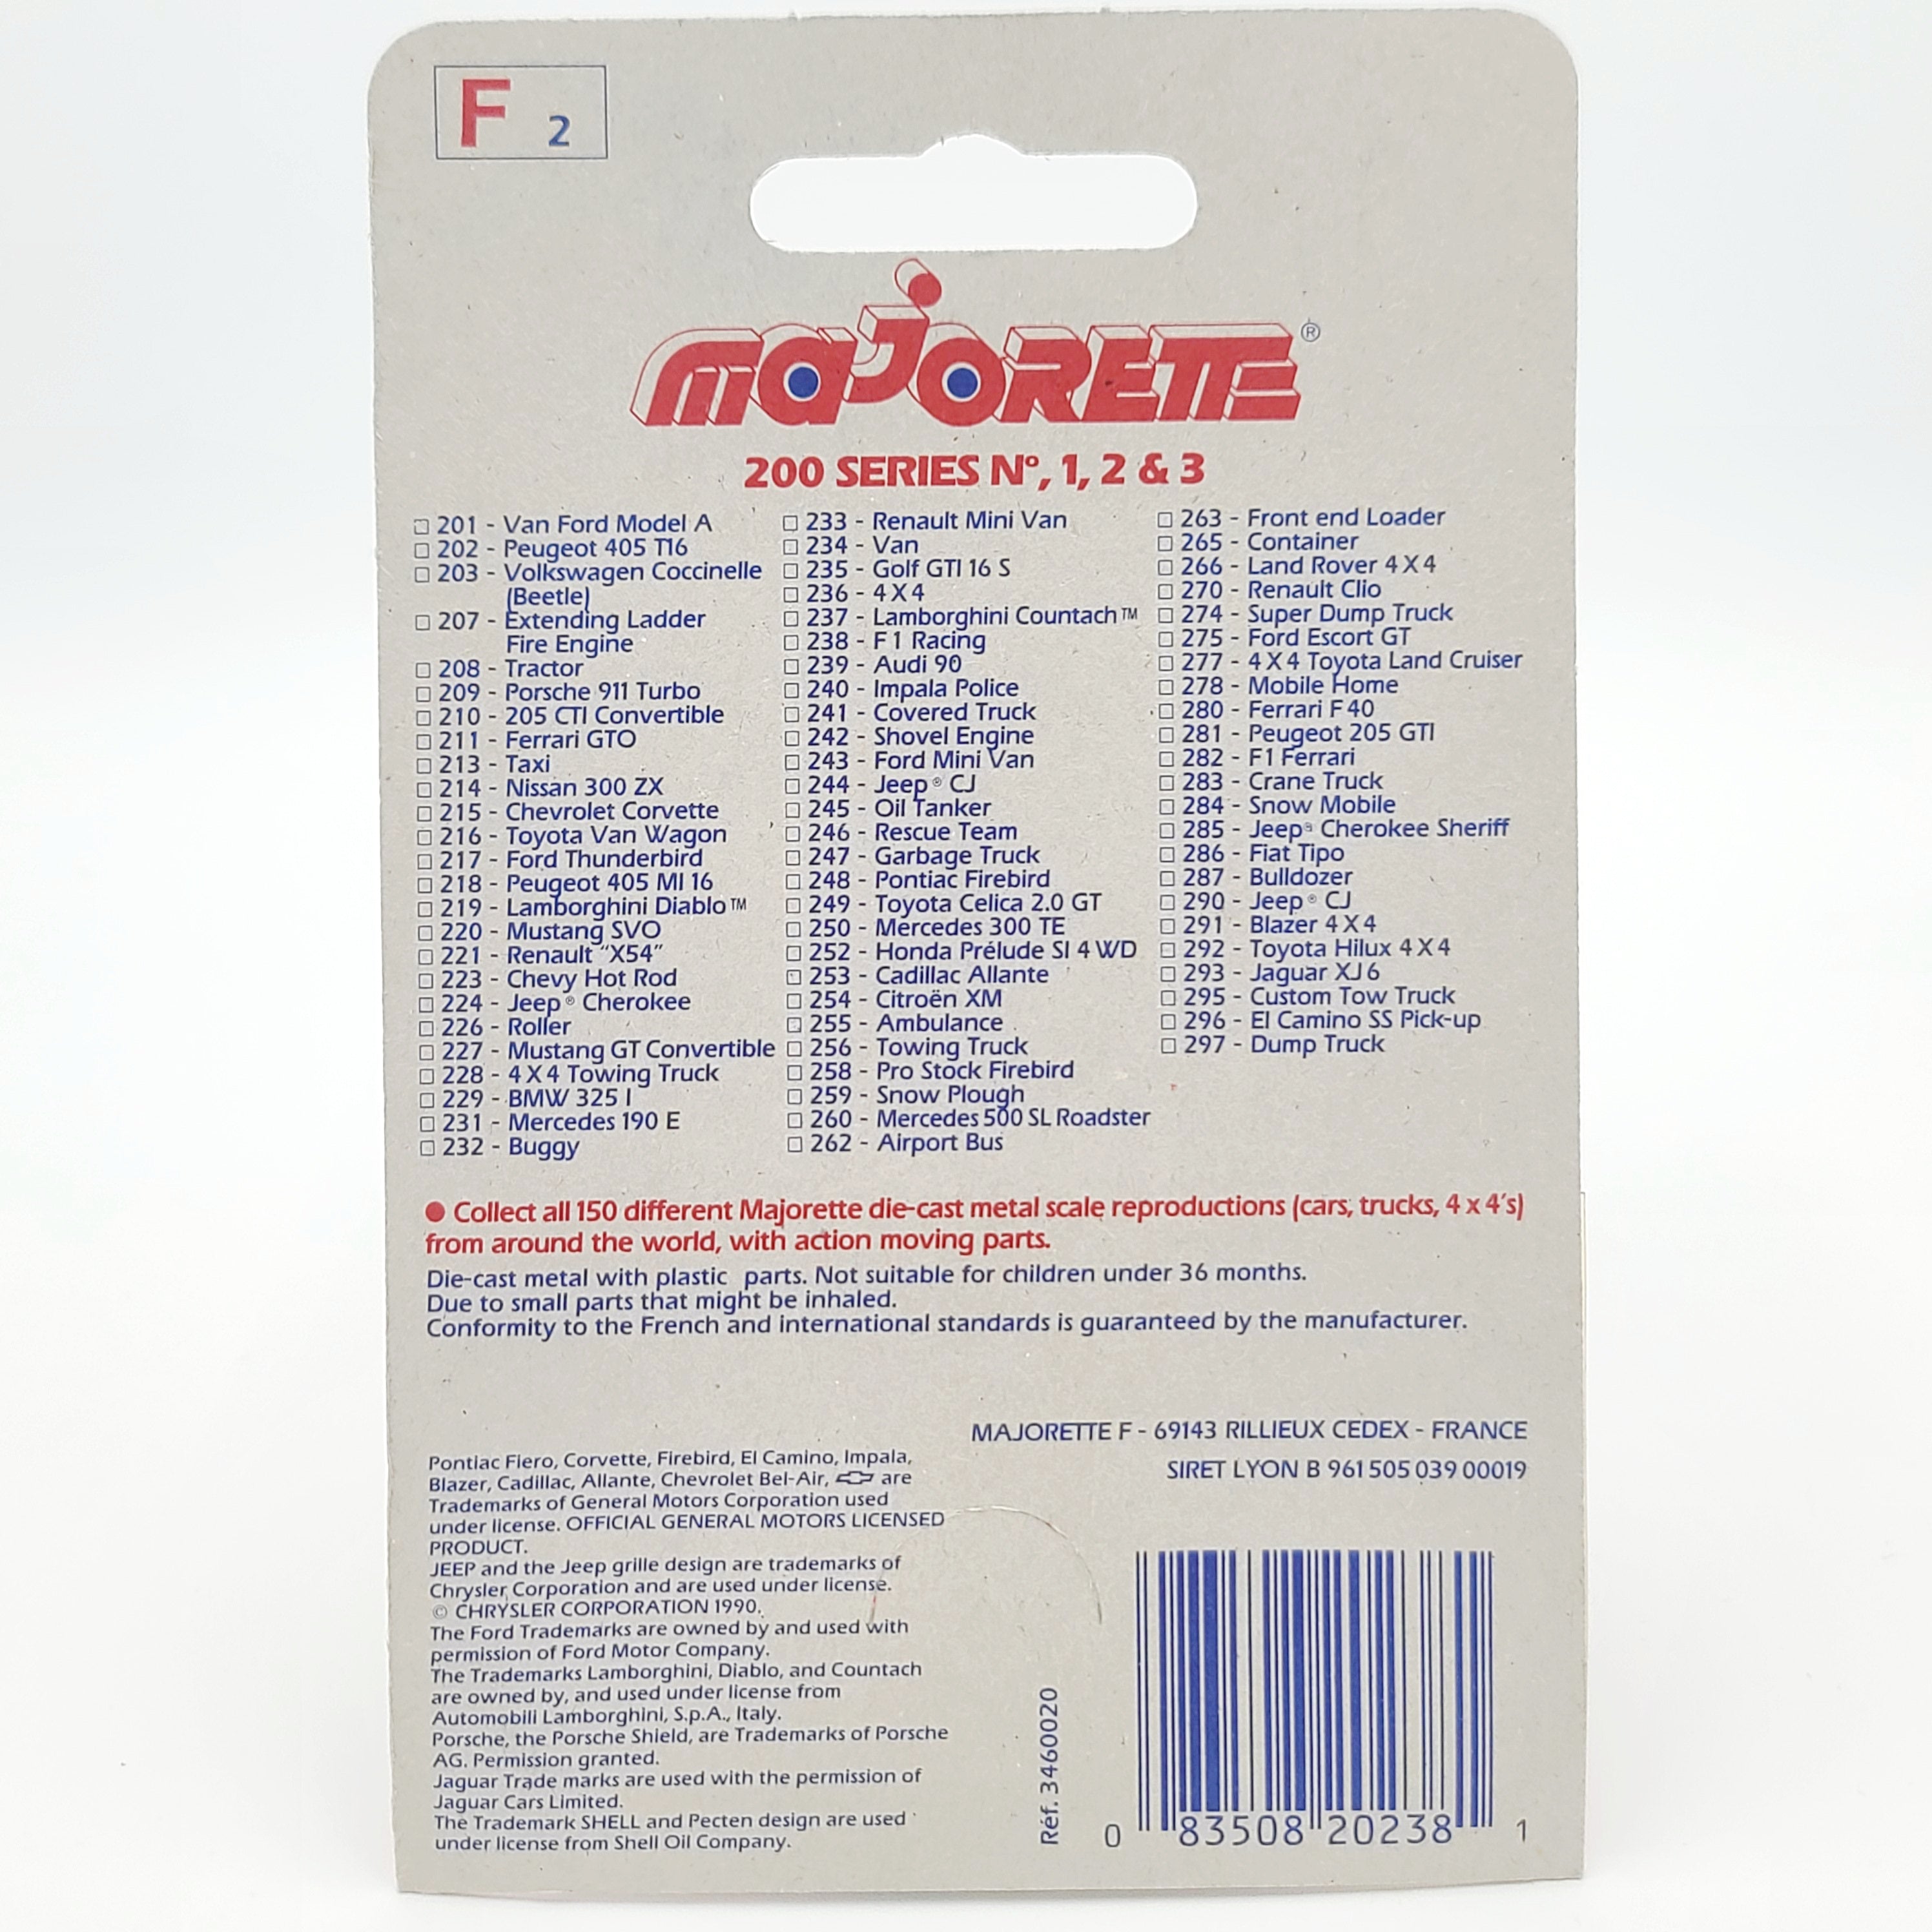 F 2
MAJORETTE®
200 SERIES N°, 1, 2 & 3
201 - Van Ford Model A
202 - Peugeot 405 T16
203 - Volkswagen Coccinelle
(Beetle)
207 - Extending Ladder
Fire Engine
208 - Tractor
209 - Porsche 911 Turbo
210 - 205 CTI Convertible
211 - Ferrari GTO
213 - Taxi
214 - Nissan 300 ZX
215 - Chevrolet Corvette
216 - Toyota Van Wagon
217 - Ford Thunderbird
218 - Peugeot 405 MI 16
219 - Lamborghini Diablo™
220 - Mustang SVO
221 - Renault “X54”
223 - Chevy Hot Rod
224 - Jeep® Cherokee
226 - Roller
227 - Mustang GT Convertible
228 - 4X4 Towing Truck
229 - BMW 325 I
231 - Mercedes 190 E
232 - Buggy
233 - Renault Mini Van
234 - Van
235 - Golf GTI 16 S
236 - 4X4
237 - Lamborghini Countach™
238 - F1 Racing
239 - Audi 90
240 - Impala Police
241 - Covered Truck
242 - Shovel Engine
243 - Ford Mini Van
244 - Jeep® CJ
245 - Oil Tanker
246 - Rescue Team
247 - Garbage Truck
248 - Pontiac Firebird
249 - Toyota Celica 2.0 GT
250 - Mercedes 300 TE
252 - Honda Prélude SI 4WD
253 - Cadillac Allante
254 - Citroën XM
255 - Ambulance
256 - Towing Truck
258 - Pro Stock Firebird
259 - Snow Plough
260 - Mercedes 500 SL Roadster
262 - Airport Bus
263 - Front end Loader
265 - Container
266 - Land Rover 4X4
270 - Renault Clio
274 - Super Dump Truck
275 - Ford Escort GT
277 - 4X4 Toyota Land Cruiser
278 - Mobile Home
280 - Ferrari F40
281 - Peugeot 205 GTI
282 - F1 Ferrari
283 - Crane Truck
284 - Snow Mobile
285 - Jeep® Cherokee Sheriff
286 - Fiat Tipo
287 - Bulldozer
290 - Jeep® CJ
291 - Blazer 4X4
292 - Toyota Hilux 4X4
293 - Jaguar XJ6
295 - Custom Tow Truck
296 - El Camino SS Pick-up
297 - Dump Truck
● Collect all 150 different Majorette die-cast metal scale reproductions (cars, trucks, 4 x 4's)
from around the world, with action moving parts.
Die-cast metal with plastic parts. Not suitable for children under 36 months.
Due to small parts that might be inhaled.
Conformity to the French and international standards is guaranteed by the manufacturer.
MAJORETTE F - 69143 RILLIEUX CEDEX - FRANCE
SIRET LYON B 961 505 039 00019
Pontiac Fiero, Corvette, Firebird, El Camino, Impala,
Blazer, Cadillac, Allante, Chevrolet Bel-Air, are
Trademarks of General Motors Corporation used
under license. OFFICIAL GENERAL MOTORS LICENSED
PRODUCT.
JEEP and the Jeep grille design are trademarks of
Chrysler Corporation and are used under license.
© CHRYSLER CORPORATION 1990.
The Ford Trademarks are owned by and used with
permission of Ford Motor Company.
The Trademarks Lamborghini, Diablo, and Countach
are owned by, and used under license from
Automobili Lamborghini, S.p.A., Italy.
Porsche, the Porsche Shield, are Trademarks of Porsche
AG. Permission granted.
Jaguar Trade marks are used with the permission of
Jaguar Cars Limited.
The Trademark SHELL and Pecten design are used
under license from Shell Oil Company.
Réf. 3460020
0 83508 20238 1